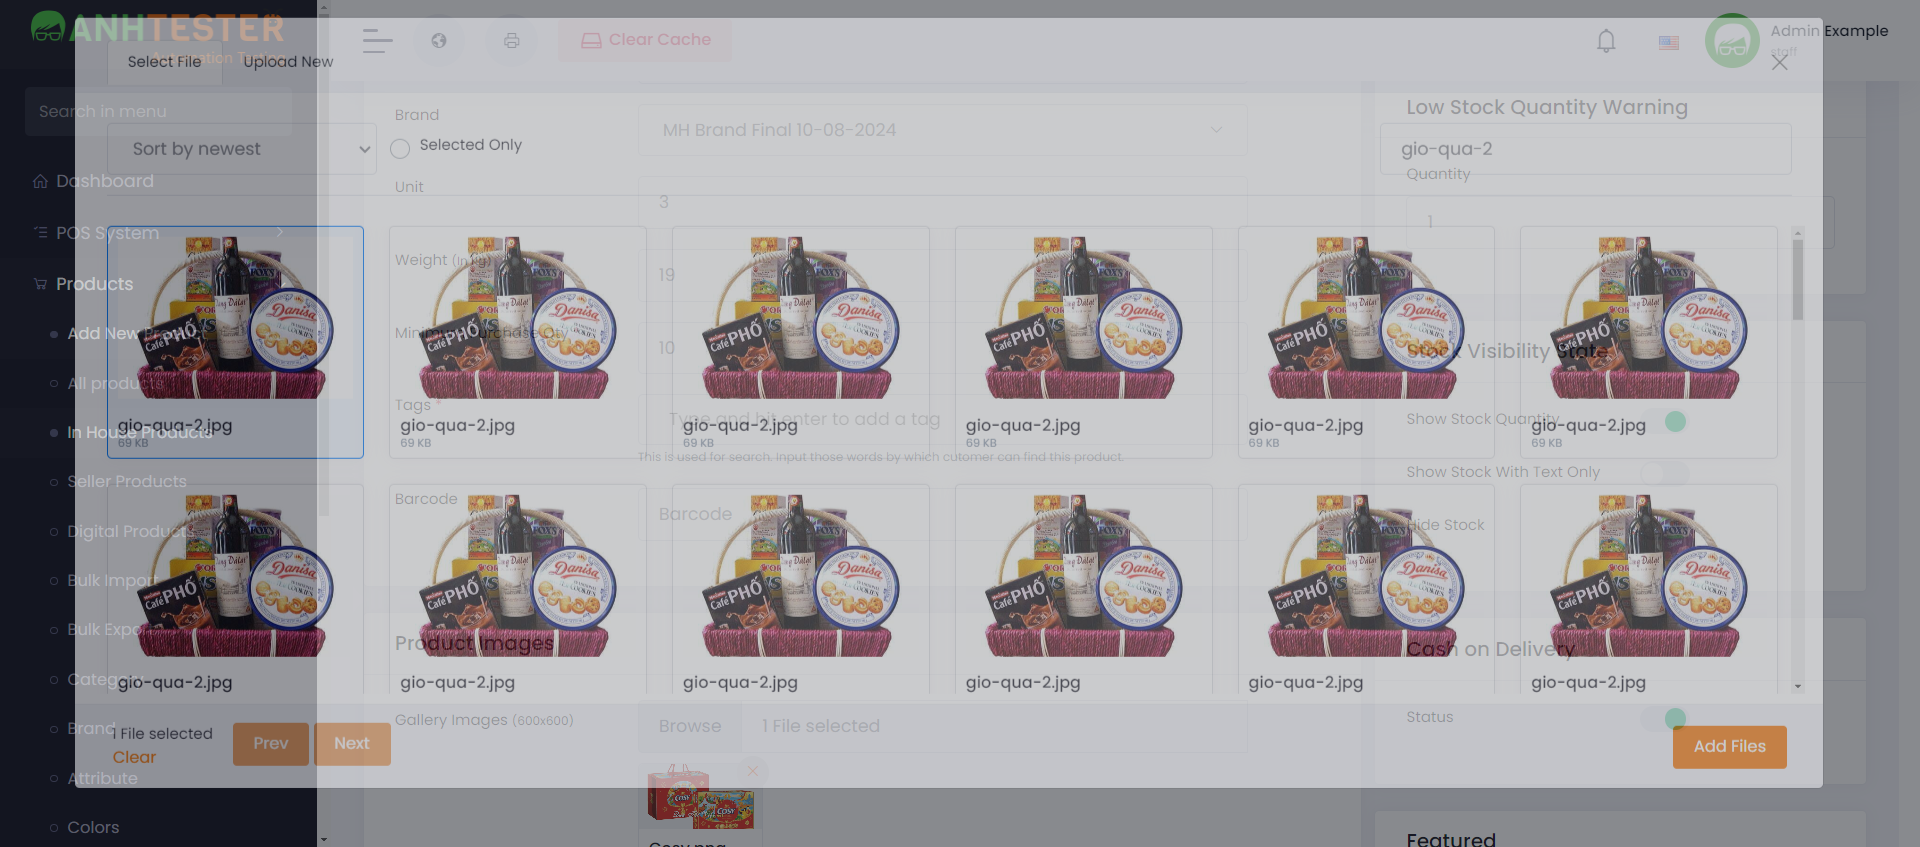 ANHTESTER
Automation Testing
Clear Cache
Admin Example
staff
Select File
Upload New
Search in menu
Brand
MH Brand Final 10-08-2024
Low Stock Quantity Warning
Sort by newest
Selected Only
gio-qua-2
Quantity
Dashboard
Unit
3
1
POS System
Weight (In Kg)
19
Products
Add New Product
Minimum Purchase Qty
10
Stock Visibility State
All products
Tags *
Type and hit enter to add a tag
Show Stock Quantity
In House Products
gio-qua-2.jpg
69 KB
gio-qua-2.jpg
69 KB
gio-qua-2.jpg
69 KB
gio-qua-2.jpg
69 KB
gio-qua-2.jpg
69 KB
gio-qua-2.jpg
69 KB
This is used for search. Input those words by which cutomer can find this product.
Show Stock With Text Only
Seller Products
Barcode
Barcode
Hide Stock
Digital Products
Bulk Import
Bulk Export
Product Images
Cash on Delivery
Category
gio-qua-2.jpg
gio-qua-2.jpg
gio-qua-2.jpg
gio-qua-2.jpg
gio-qua-2.jpg
gio-qua-2.jpg
Gallery Images (600x600)
Browse
1 File selected
Status
Brand
1 File selected
Clear
Prev
Next
Add Files
Attribute
Colors
Cosy.png
Featured
Café PHỐ
Danisa